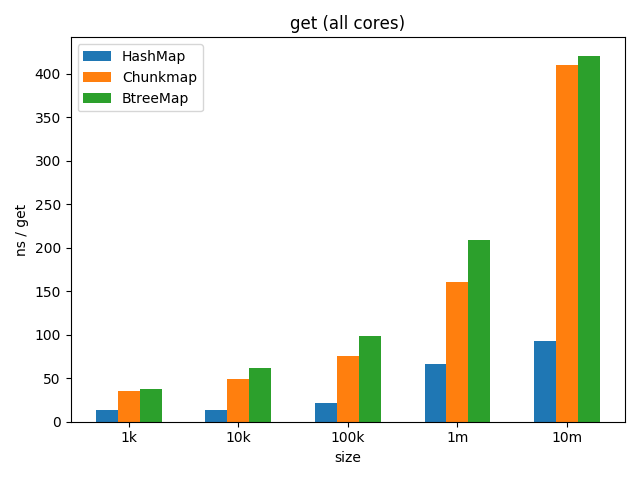 get (all cores)
HashMap
Chunkmap
BtreeMap
400
350
300
250
200
150
100
50
0
ns / get
1k 10k 100k 1m 10m
size